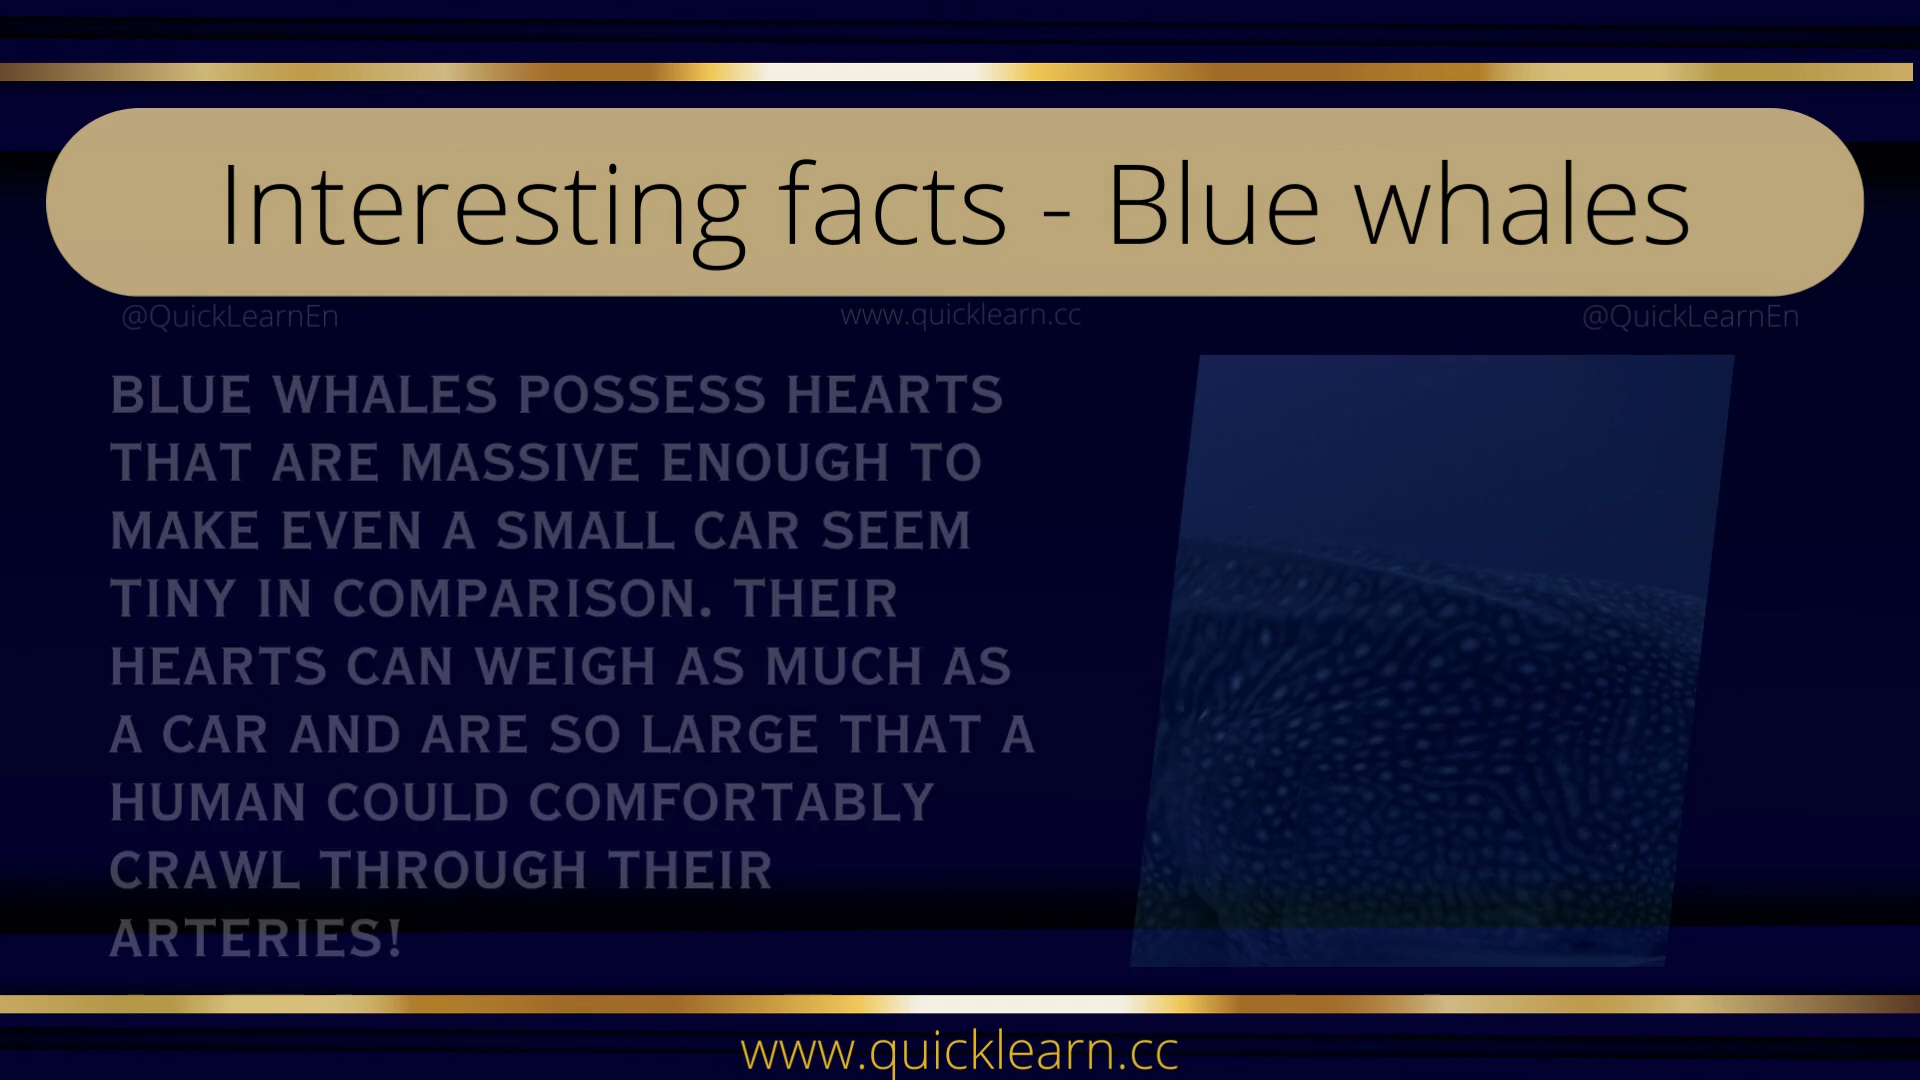 Interesting facts - Blue whales
@QuickLearnEn www.quicklearn.cc @QuickLearnEn
BLUE WHALES POSSESS HEARTS
THAT ARE MASSIVE ENOUGH TO
MAKE EVEN A SMALL CAR SEEM
TINY IN COMPARISON. THEIR
HEARTS CAN WEIGH AS MUCH AS
A CAR AND ARE SO LARGE THAT A
HUMAN COULD COMFORTABLY
CRAWL THROUGH THEIR
ARTERIES!
www.quicklearn.cc